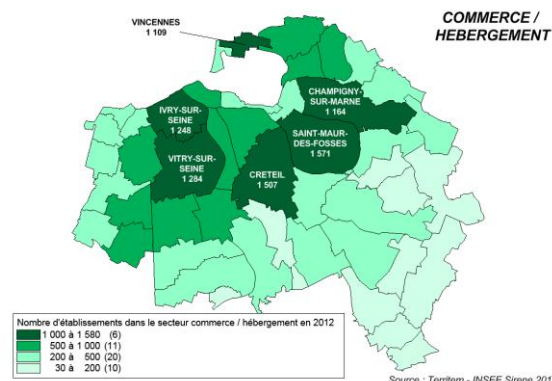 COMMERCE /
HEBERGEMENT
VINCENNES
1 109
CHAMPIGNY-
SUR-MARNE
1 164
IVRY-SUR-
SEINE
1 248
SAINT-MAUR-
DES-FOSSES
1 571
VITRY-SUR-
SEINE
1 284
CRETEIL
1 507
Nombre d'établissements dans le secteur commerce / hébergement en 2012
1 000 à 1 580 (6)
500 à 1 000 (11)
200 à 500 (20)
30 à 200 (10)
Source : Territem - INSEE Sirene 201